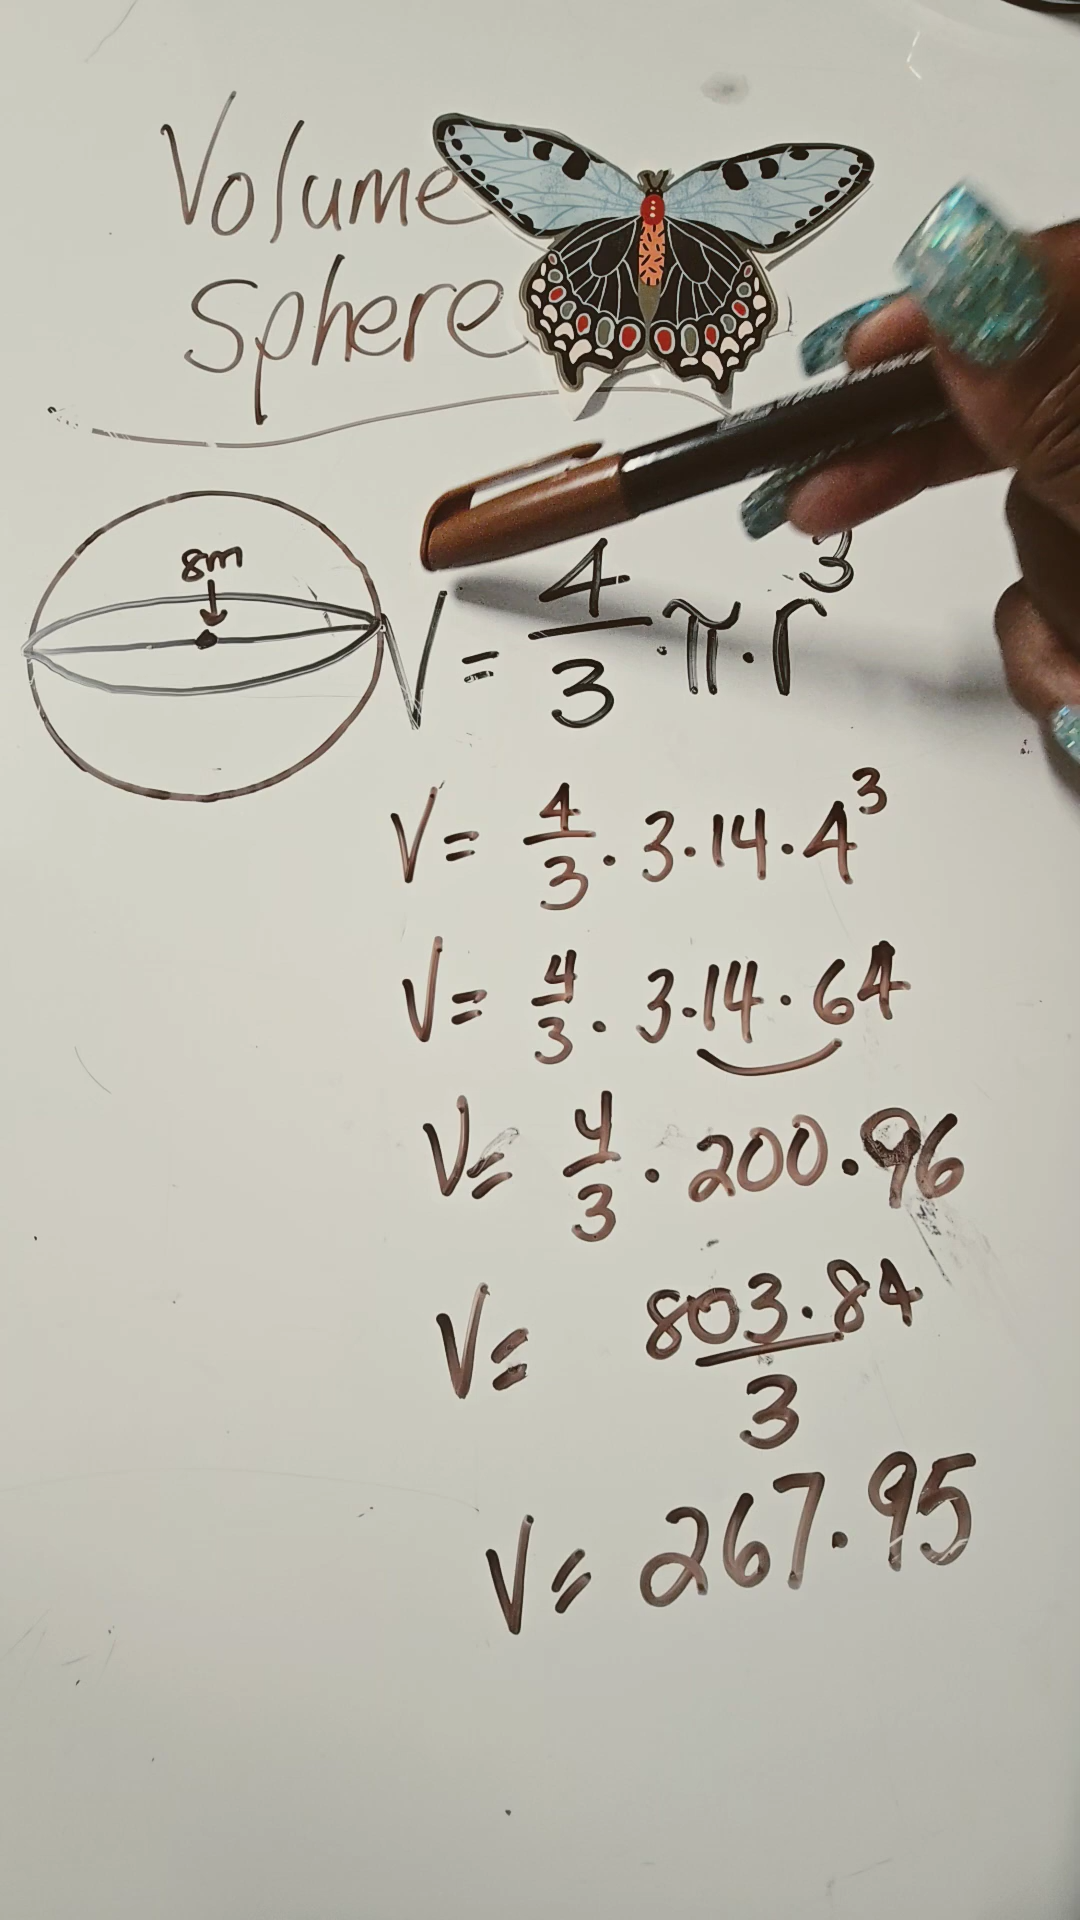 Volume
Sphere
8m
V = 4/3 · π · r³
V = 4/3 · 3.14 · 4³
V = 4/3 · 3.14 · 64
V = 4/3 · 200.96
V = 803.84/3
V = 267.95